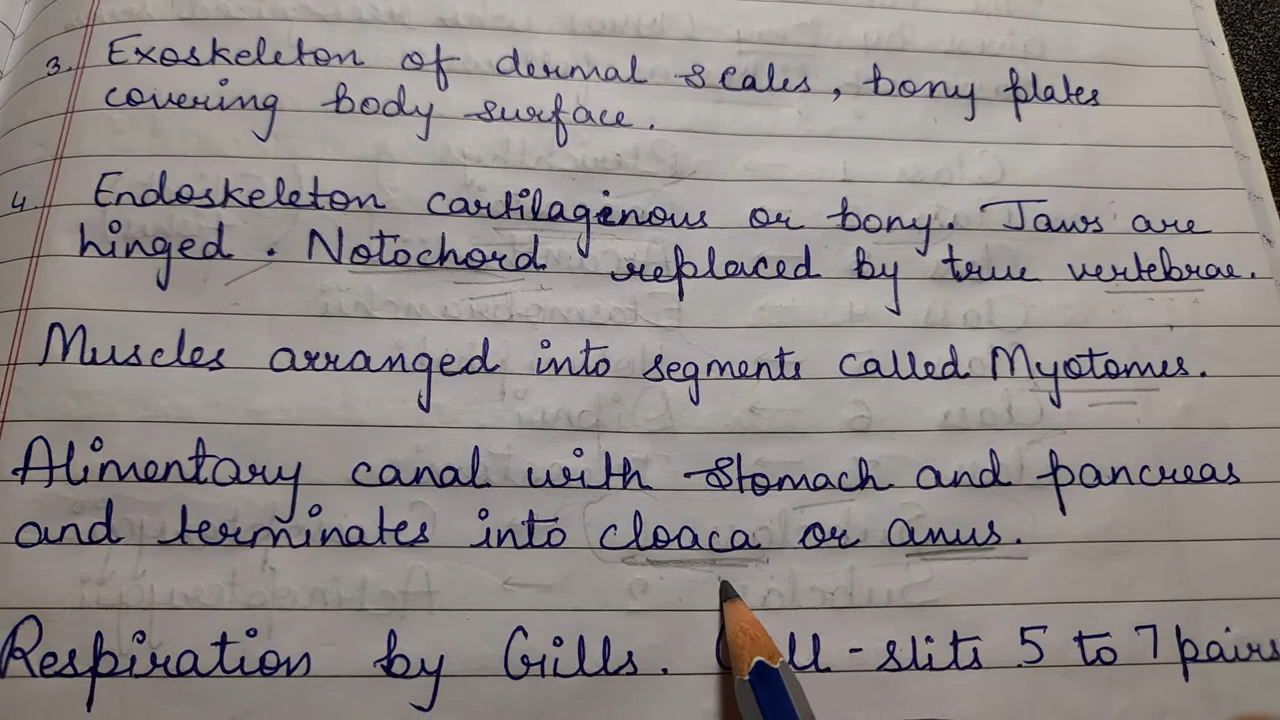 3. Exoskeleton of dermal scales, bony plates
covering body surface.
4. Endoskeleton cartilagenous or bony. Jaws are
hinged. Notochord replaced by true vertebrae.
Muscles arranged into segments called Myotomes.
Alimentary canal with stomach and pancreas
and terminates into cloaca or anus.
Respiration by Gills. -slits 5 to 7 pairs